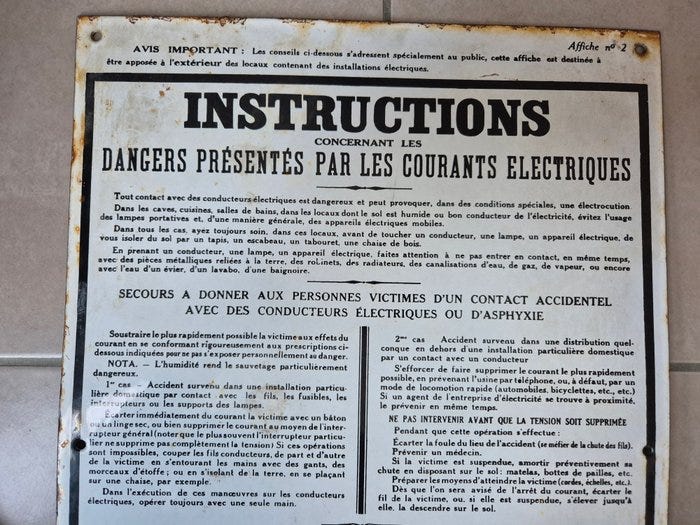 Affiche nº 2
AVIS IMPORTANT : Les conseils ci-dessous s'adressent spécialement au public, cette affiche est destinée à
être apposée à l'extérieur des locaux contenant des installations électriques.
INSTRUCTIONS
CONCERNANT LES
DANGERS PRÉSENTÉS PAR LES COURANTS ELECTRIQUES
Tout contact avec des conducteurs électriques est dangereux et peut provoquer, dans des conditions spéciales, une électrocution
Dans les caves, cuisines, salles de bains, dans les locaux dont le sol est humide ou bon conducteur de l'électricité, évitez l'usage
des lampes portatives et, d'une manière générale, des appareils électriques mobiles.
Dans tous les cas, ayez toujours soin, dans ces locaux, avant de toucher un conducteur, une lampe, un appareil électrique, de
vous isoler du sol par un tapis, un escabeau, un tabouret, une chaise de bois.
En prenant un conducteur, une lampe, un appareil électrique, faites attention à ne pas entrer en contact, en même temps,
avec des pièces métalliques reliées à la terre, des robinets, des radiateurs, des canalisations d'eau, de gaz, de vapeur, ou encore
avec l'eau d'un évier, d'un lavabo, d'une baignoire.
SECOURS A DONNER AUX PERSONNES VICTIMES D'UN CONTACT ACCIDENTEL
AVEC DES CONDUCTEURS ÉLECTRIQUES OU D'ASPHYXIE
Soustraire le plus rapidement possible la victime aux effets du
courant en se conformant rigoureusement aux prescriptions ci-
dessous indiquées pour ne pas s'exposer personnellement au danger.
NOTA. — L'humidité rend le sauvetage particulièrement
dangereux.
1er cas - Accident survenu dans une installation particu-
lière domestique par contact avec les fils, les fusibles, les
interrupteurs ou les supports des lampes.
Écarter immédiatement du courant la victime avec un bâton
ou un linge sec, ou bien supprimer le courant au moyen de l'inter-
rupteur général (noter que le plus souvent l'interrupteur particu-
lier ne supprime pas complètement la tension) Si ces opérations
sont impossibles, couper les fils conducteurs, de part et d'autre
de la victime en s'entourant les mains avec des gants, des
morceaux d'étoffe; ou en s'isolant de la terre, en se plaçant
sur une chaise, par exemple.
Dans l'exécution de ces manœuvres sur les conducteurs
électriques, opérer toujours avec une seule main.
2me cas Accident survenu dans une distribution quel-
conque en dehors d'une installation particulière domestique
par un contact avec un conducteur
S'efforcer de faire supprimer le courant le plus rapidement
possible, en prévenant l'usine par téléphone, ou, à défaut, par un
mode de locomotion rapide (automobiles, bicyclettes, etc., etc.)
Si un agent de l'entreprise d'électricité se trouve à proximité,
le prévenir en même temps.
NE PAS INTERVENIR AVANT QUE LA TENSION SOIT SUPPRIMÉE
Pendant que cette opération s'effectue :
Écarter la foule du lieu de l'accident (se méfier de la chute des fils).
Prévenir un médecin.
Si la victime est suspendue, amortir préventivement sa
chute en disposant sur le sol : matelas, bottes de pailles, etc.
Préparer les moyens d'atteindre la victime (cordes, échelles, etc.).
Dès que l'on sera avisé de l'arrêt du courant, écarter le
fil de la victime, ou, si elle est suspendue, s'élever jusqu'à
elle, la descendre sur le sol.